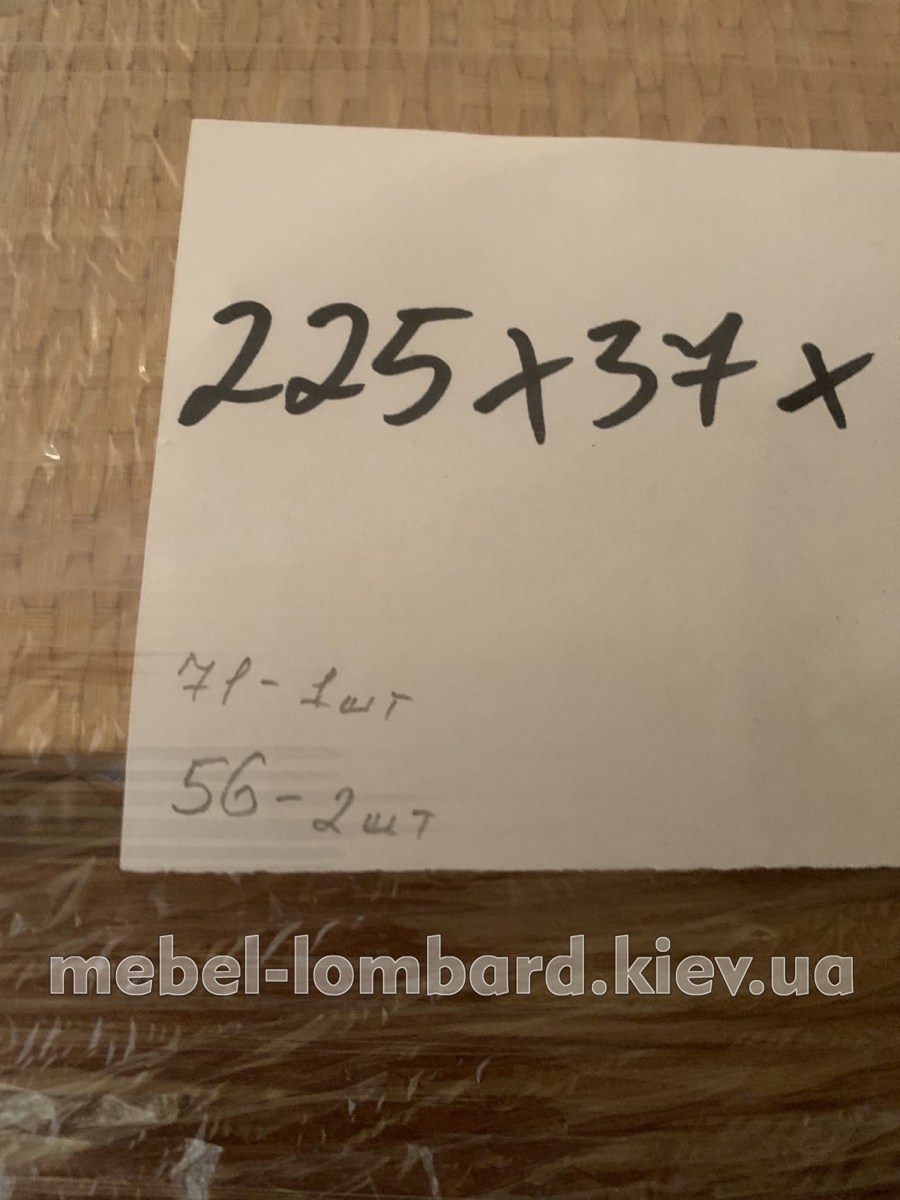 225x37x
71-1шт
56-2шт
mebel-lombard.kiev.ua